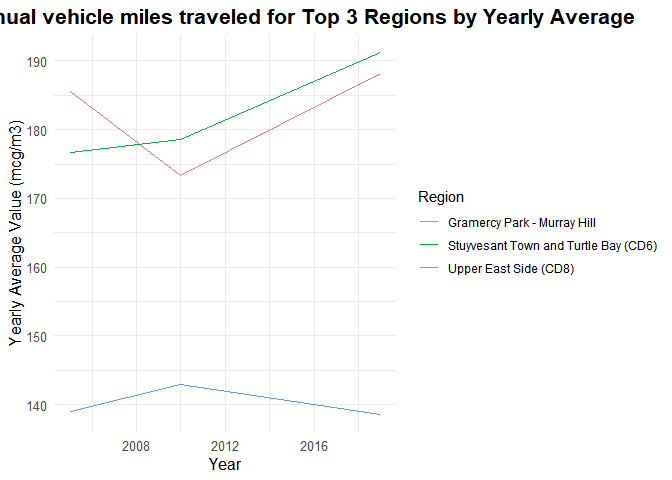 nual vehicle miles traveled for Top 3 Regions by Yearly Average
190
180
170
160
150
140
Yearly Average Value (mcg/m3)
2008 2012 2016
Year
Region
Gramercy Park - Murray Hill
Stuyvesant Town and Turtle Bay (CD6)
Upper East Side (CD8)